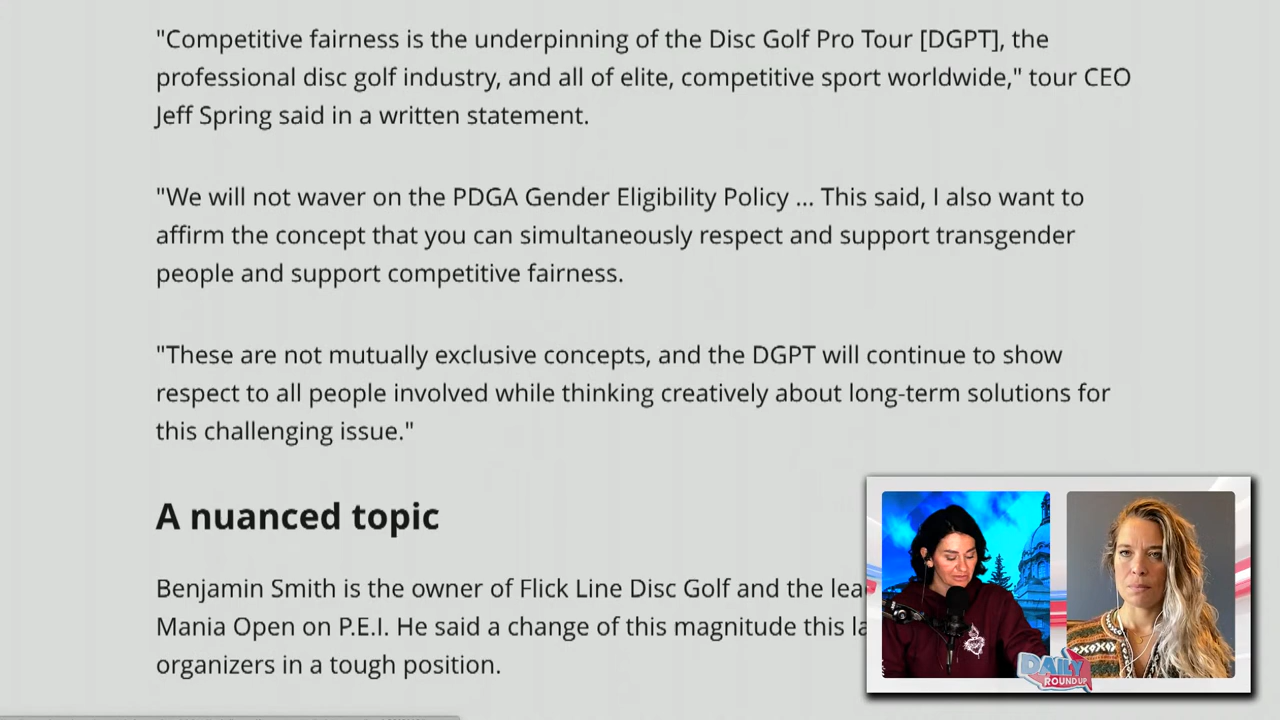 "Competitive fairness is the underpinning of the Disc Golf Pro Tour [DGPT], the
professional disc golf industry, and all of elite, competitive sport worldwide," tour CEO
Jeff Spring said in a written statement.
"We will not waver on the PDGA Gender Eligibility Policy ... This said, I also want to
affirm the concept that you can simultaneously respect and support transgender
people and support competitive fairness.
"These are not mutually exclusive concepts, and the DGPT will continue to show
respect to all people involved while thinking creatively about long-term solutions for
this challenging issue."
A nuanced topic
Benjamin Smith is the owner of Flick Line Disc Golf and the
Mania Open on P.E.I. He said a change of this magnitude this
organizers in a tough position.
DAILY
ROUNDUP